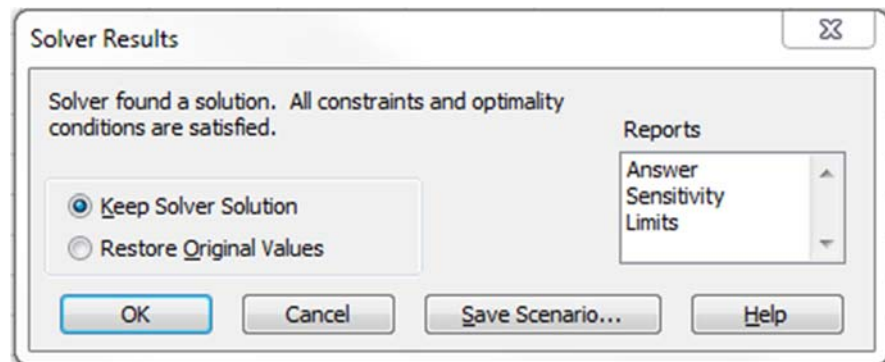 Solver Results
Solver found a solution. All constraints and optimality
conditions are satisfied.
Reports
Answer
Sensitivity
Limits
Keep Solver Solution
Restore Original Values
OK
Cancel
Save Scenario...
Help